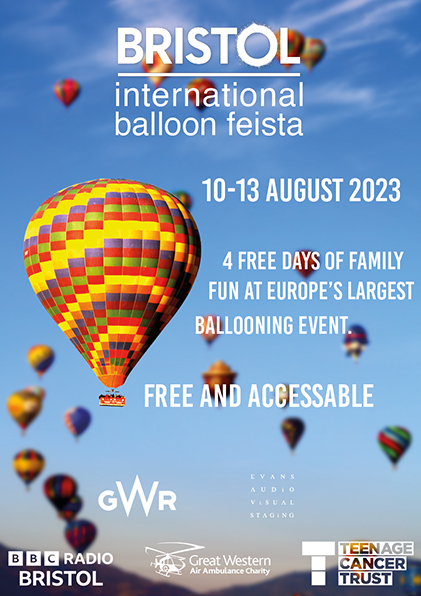 BRISTOL
international
balloon feista
10-13 AUGUST 2023
4 FREE DAYS OF FAMILY
FUN AT EUROPE'S LARGEST
BALLOONING EVENT.
FREE AND ACCESSABLE
GWR
EVANS
AUDIO
VISUAL
STAGING
BBC RADIO
BRISTOL
Great Western
Air Ambulance Charity
TEENAGE
CANCER
TRUST